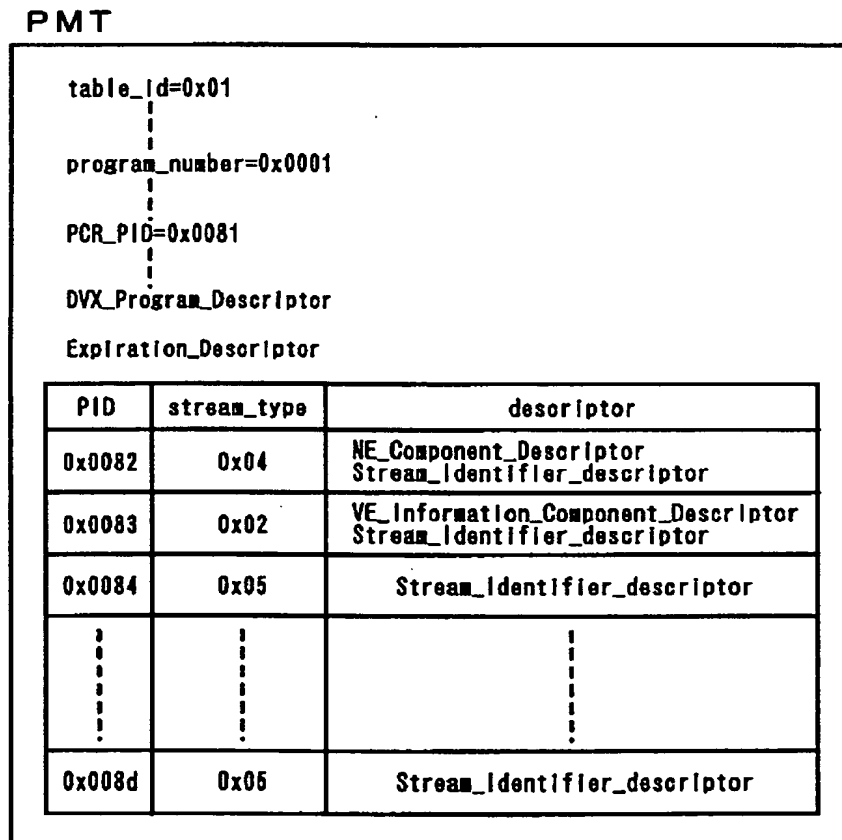 PMT
table_id=0x01
program_number=0x0001
PCR_PID=0x0081
DVX_Program_Descriptor
Expiration_Descriptor
PID stream_type descriptor
0x0082 0x04 NE_Component_Descriptor
Stream_Identifier_descriptor
0x0083 0x02 VE_Information_Component_Descriptor
Stream_Identifier_descriptor
0x0084 0x05 Stream_Identifier_descriptor
0x008d 0x05 Stream_Identifier_descriptor